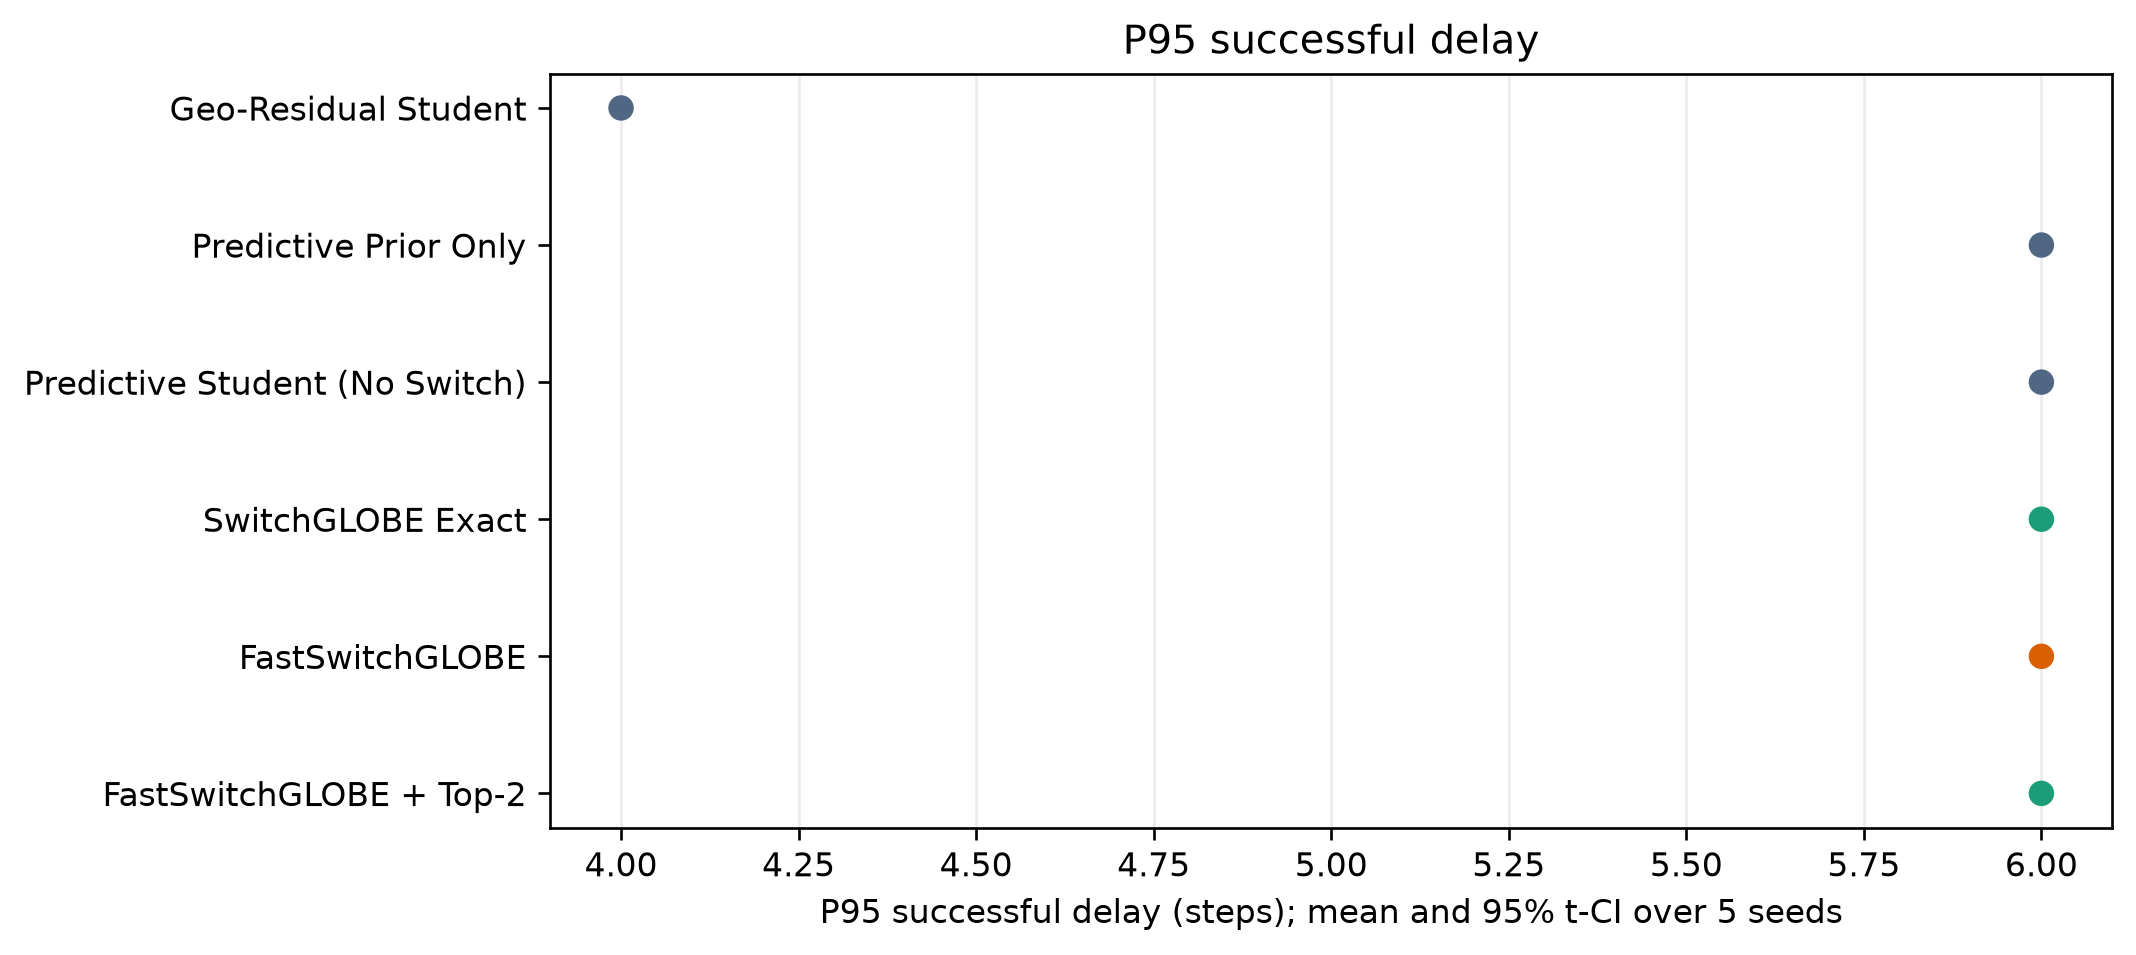 P95 successful delay
Geo-Residual Student
Predictive Prior Only
Predictive Student (No Switch)
SwitchGLOBE Exact
FastSwitchGLOBE
FastSwitchGLOBE + Top-2
4.00 4.25 4.50 4.75 5.00 5.25 5.50 5.75 6.00
P95 successful delay (steps); mean and 95% t-CI over 5 seeds